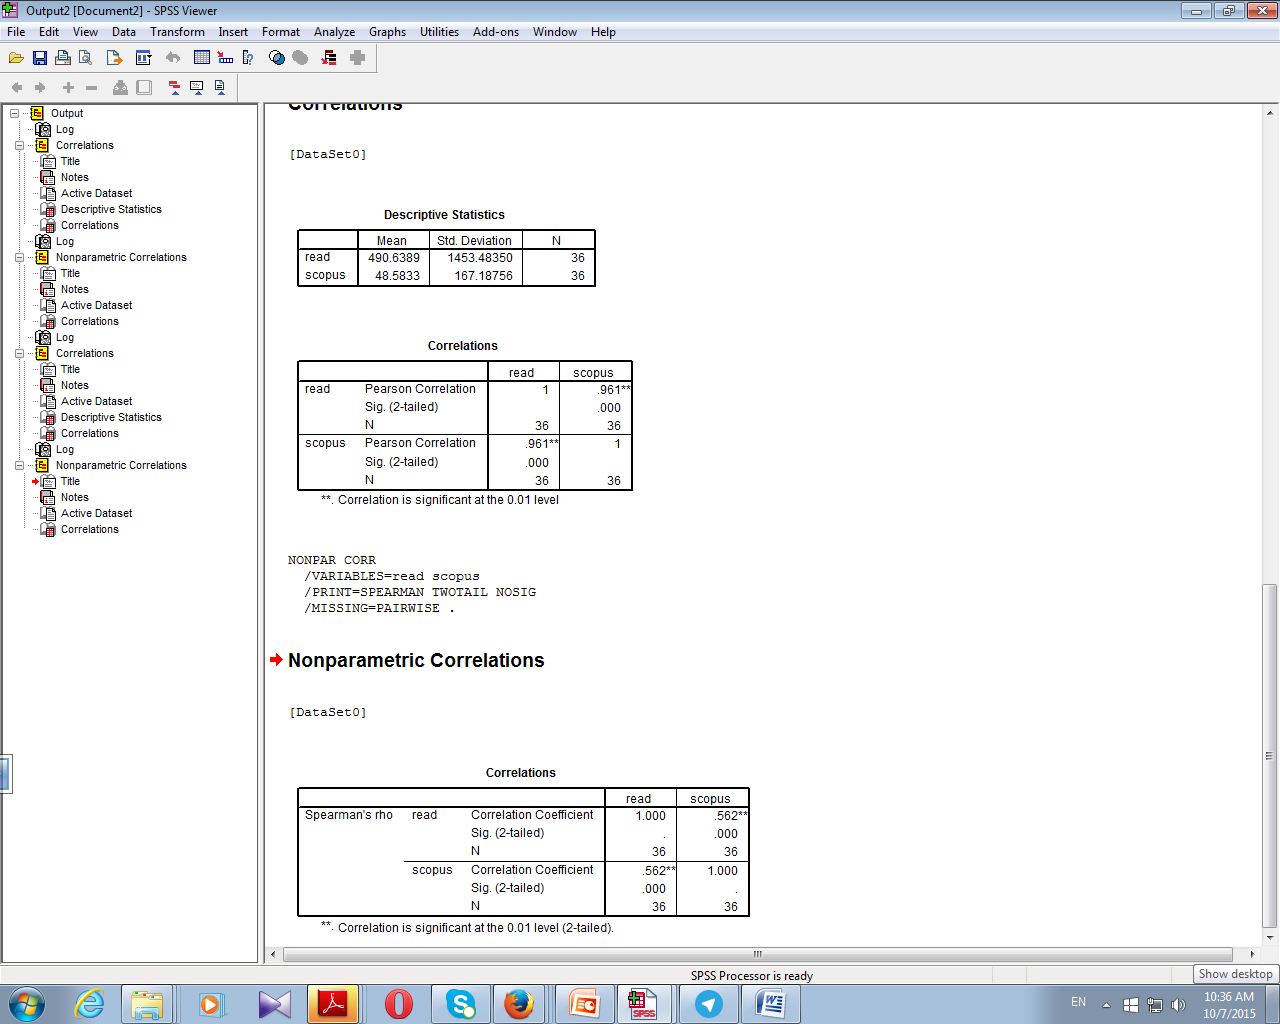 Output2 [Document2] - SPSS Viewer
File Edit View Data Transform Insert Format Analyze Graphs Utilities Add-ons Window Help
Output
Log
Correlations
Title
Notes
Active Dataset
Descriptive Statistics
Correlations
Log
Nonparametric Correlations
Title
Notes
Active Dataset
Correlations
Log
Correlations
Title
Notes
Active Dataset
Descriptive Statistics
Correlations
Log
Nonparametric Correlations
Title
Notes
Active Dataset
Correlations
Correlations
[DataSet0]
Descriptive Statistics
Mean Std. Deviation N
read 490.6389 1453.48350 36
scopus 48.5833 167.18756 36
Correlations
read scopus
read Pearson Correlation 1 .961**
Sig. (2-tailed) .000
N 36 36
scopus Pearson Correlation .961** 1
Sig. (2-tailed) .000
N 36 36
**. Correlation is significant at the 0.01 level
NONPAR CORR
/VARIABLES=read scopus
/PRINT=SPEARMAN TWOTAIL NOSIG
/MISSING=PAIRWISE .
Nonparametric Correlations
[DataSet0]
Correlations
read scopus
Spearman's rho read Correlation Coefficient 1.000 .562**
Sig. (2-tailed) . .000
N 36 36
scopus Correlation Coefficient .562** 1.000
Sig. (2-tailed) .000 .
N 36 36
**. Correlation is significant at the 0.01 level (2-tailed).
SPSS Processor is ready
Show desktop
SPSS
EN
10:36 AM
10/7/2015